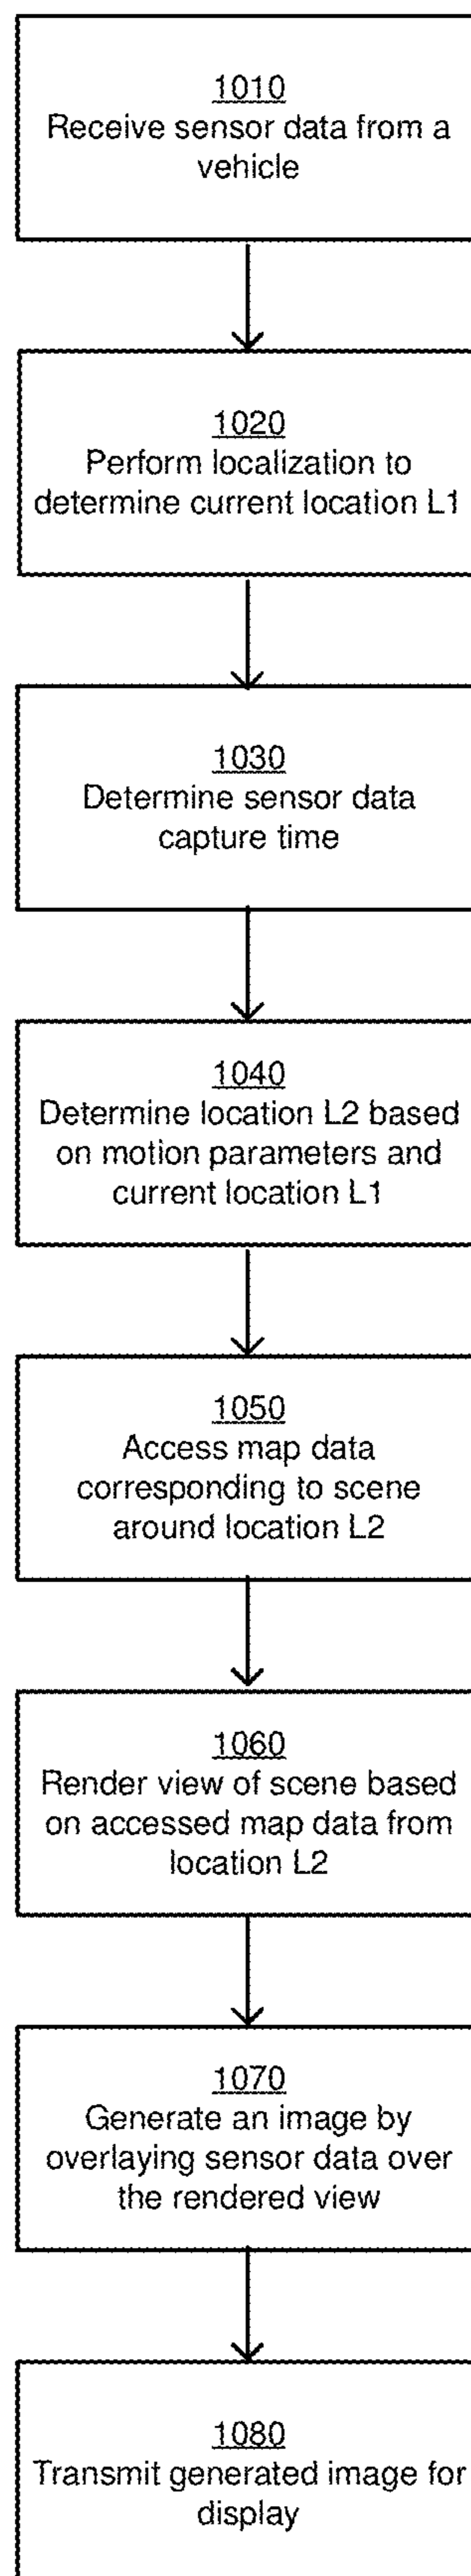 1010
Receive sensor data from a
vehicle
1020
Perform localization to
determine current location L1
1030
Determine sensor data
capture time
1040
Determine location L2 based
on motion parameters and
current location L1
1050
Access map data
corresponding to scene
around location L2
1060
Render view of scene based
on accessed map data from
location L2
1070
Generate an image by
overlaying sensor data over
the rendered view
1080
Transmit generated image for
display